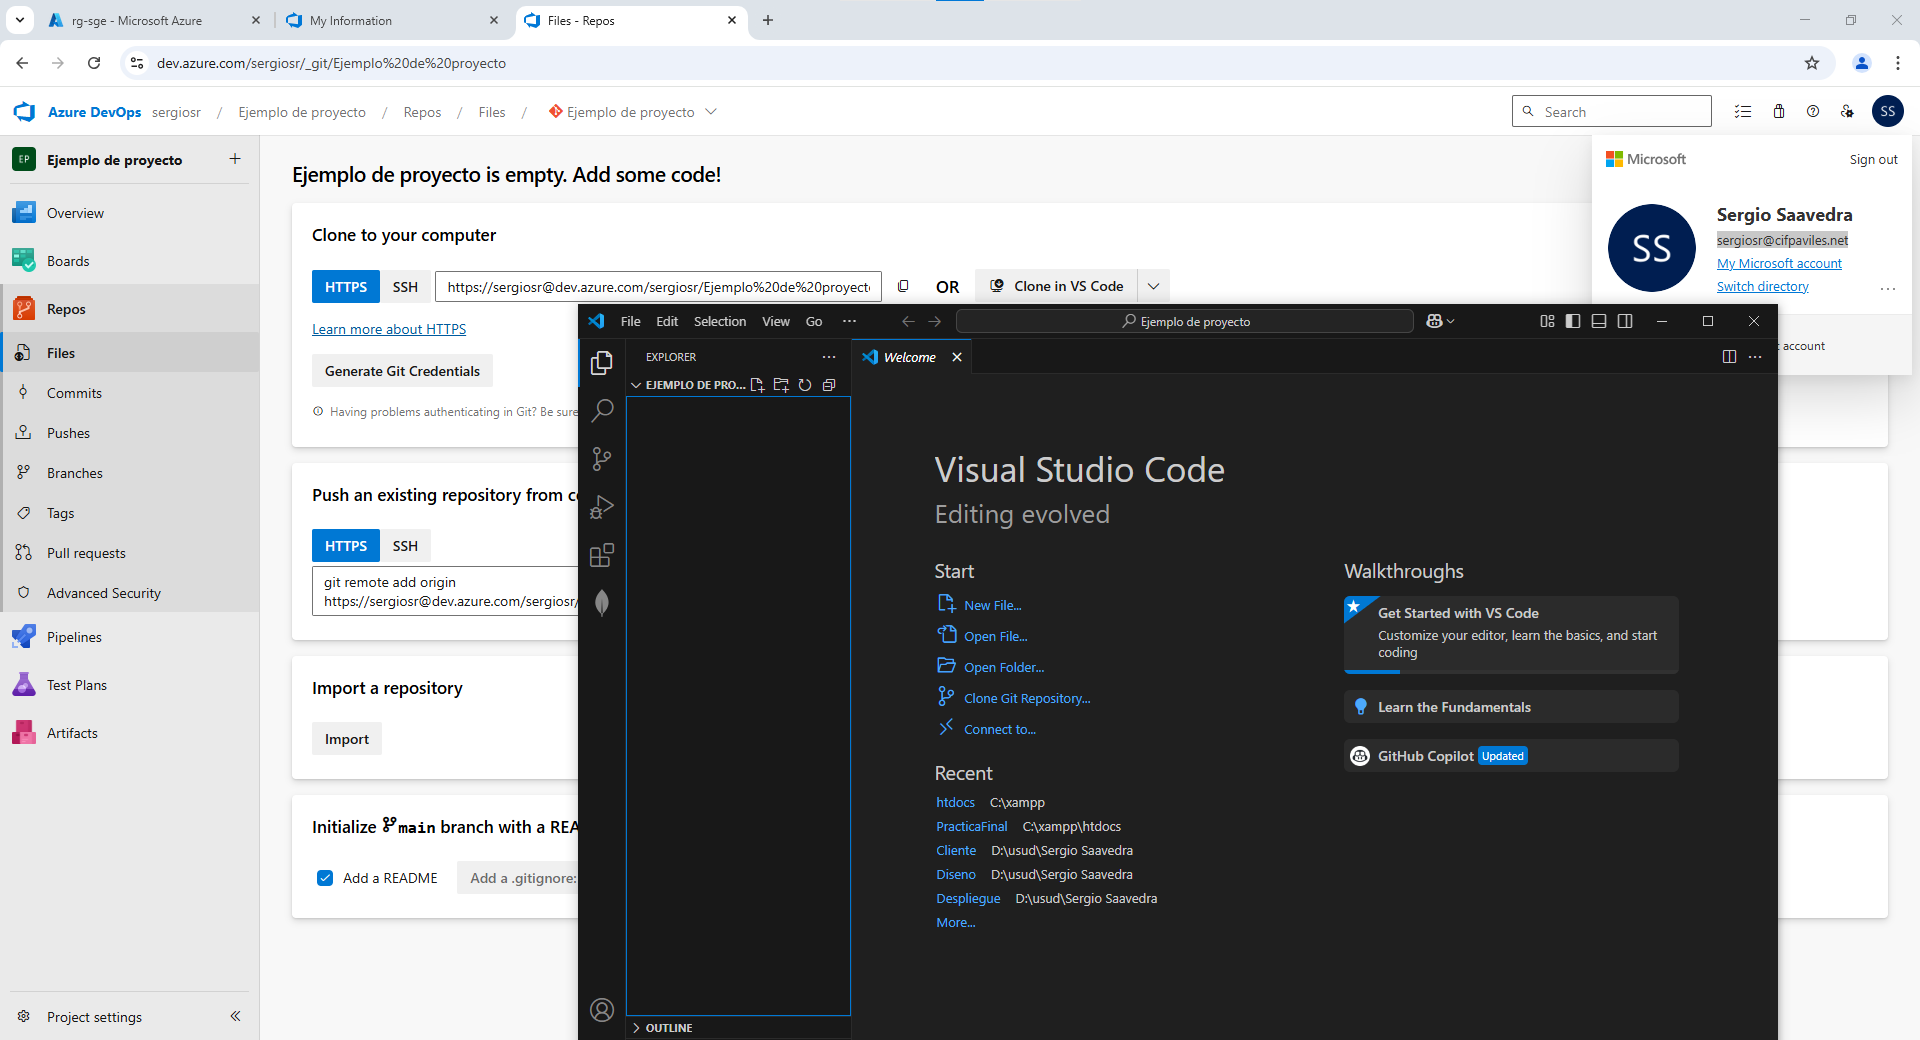 rg-sge - Microsoft Azure
My Information
Files - Repos
dev.azure.com/sergiosr/_git/Ejemplo%20de%20proyecto
Azure DevOps sergiosr / Ejemplo de proyecto / Repos / Files / Ejemplo de proyecto
Search
SS
EP Ejemplo de proyecto
Overview
Boards
Repos
Files
Commits
Pushes
Branches
Tags
Pull requests
Advanced Security
Pipelines
Test Plans
Artifacts
Project settings
Ejemplo de proyecto is empty. Add some code!
Clone to your computer
HTTPS SSH https://sergiosr@dev.azure.com/sergiosr/Ejemplo%20de%20proyecto OR Clone in VS Code
Learn more about HTTPS
Generate Git Credentials
Having problems authenticating in Git? Be sure
Push an existing repository from
HTTPS SSH
git remote add origin
https://sergiosr@dev.azure.com/sergiosr/
Import a repository
Import
Initialize main branch with a REA
Add a README Add a .gitignore:
Microsoft Sign out
SS
Sergio Saavedra
sergiosr@cifpaviles.net
My Microsoft account
Switch directory
account
File Edit Selection View Go
Ejemplo de proyecto
EXPLORER
EJEMPLO DE PRO...
OUTLINE
Welcome
Visual Studio Code
Editing evolved
Start
New File...
Open File...
Open Folder...
Clone Git Repository...
Connect to...
Recent
htdocs C:\xampp
PracticaFinal C:\xampp\htdocs
Cliente D:\usud\Sergio Saavedra
Diseno D:\usud\Sergio Saavedra
Despliegue D:\usud\Sergio Saavedra
More...
Walkthroughs
Get Started with VS Code
Customize your editor, learn the basics, and start
coding
Learn the Fundamentals
GitHub Copilot Updated